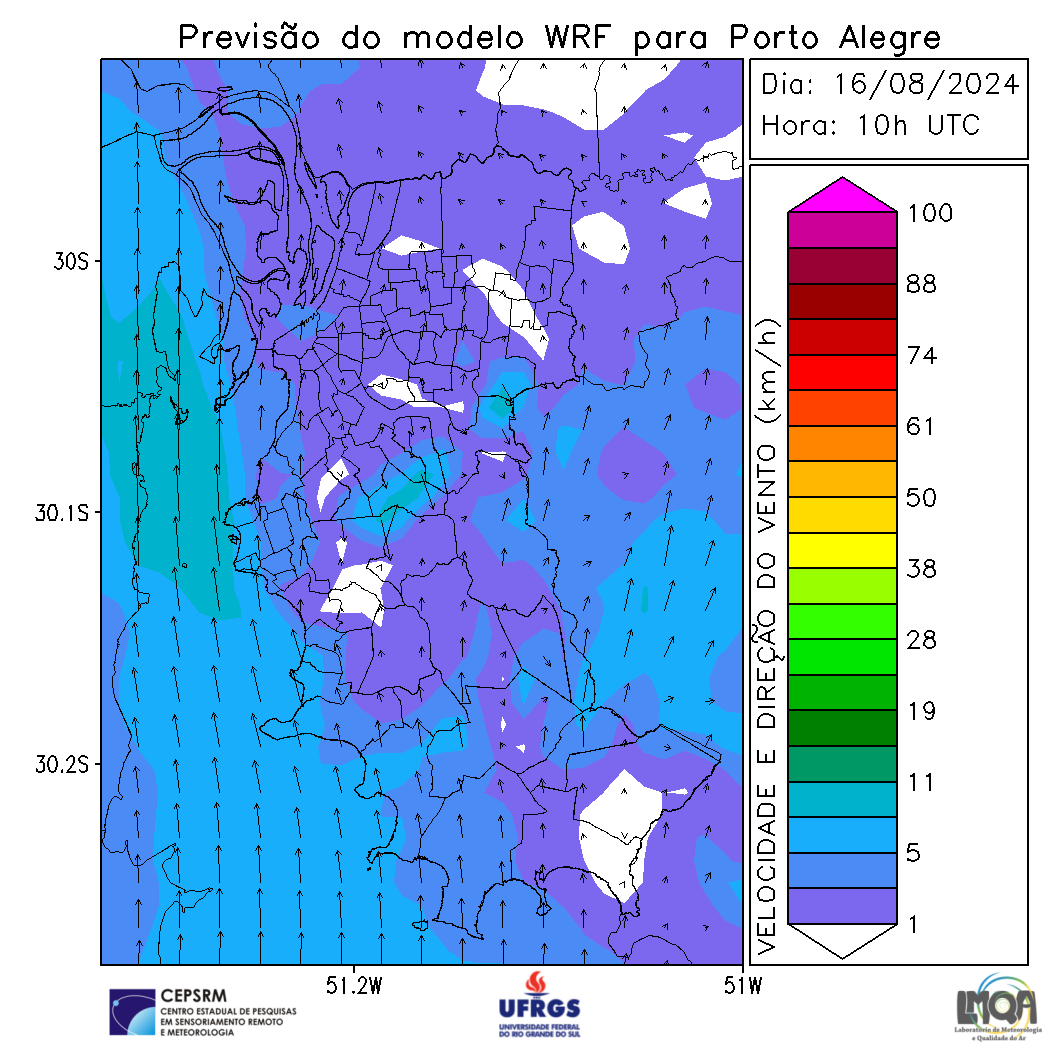 Previsão do modelo WRF para Porto Alegre
Dia: 16/08/2024
Hora: 10h UTC
30S
30.1S
30.2S
51.2W
51W
VELOCIDADE E DIREÇÃO DO VENTO (km/h)
100
88
74
61
50
38
28
19
11
5
1
CEPSRM
CENTRO ESTADUAL DE PESQUISAS
EM SENSORIAMENTO REMOTO
E METEOROLOGIA
UFRGS
UNIVERSIDADE FEDERAL
DO RIO GRANDE DO SUL
LMQA
Laboratório de Meteorologia
e Qualidade do Ar